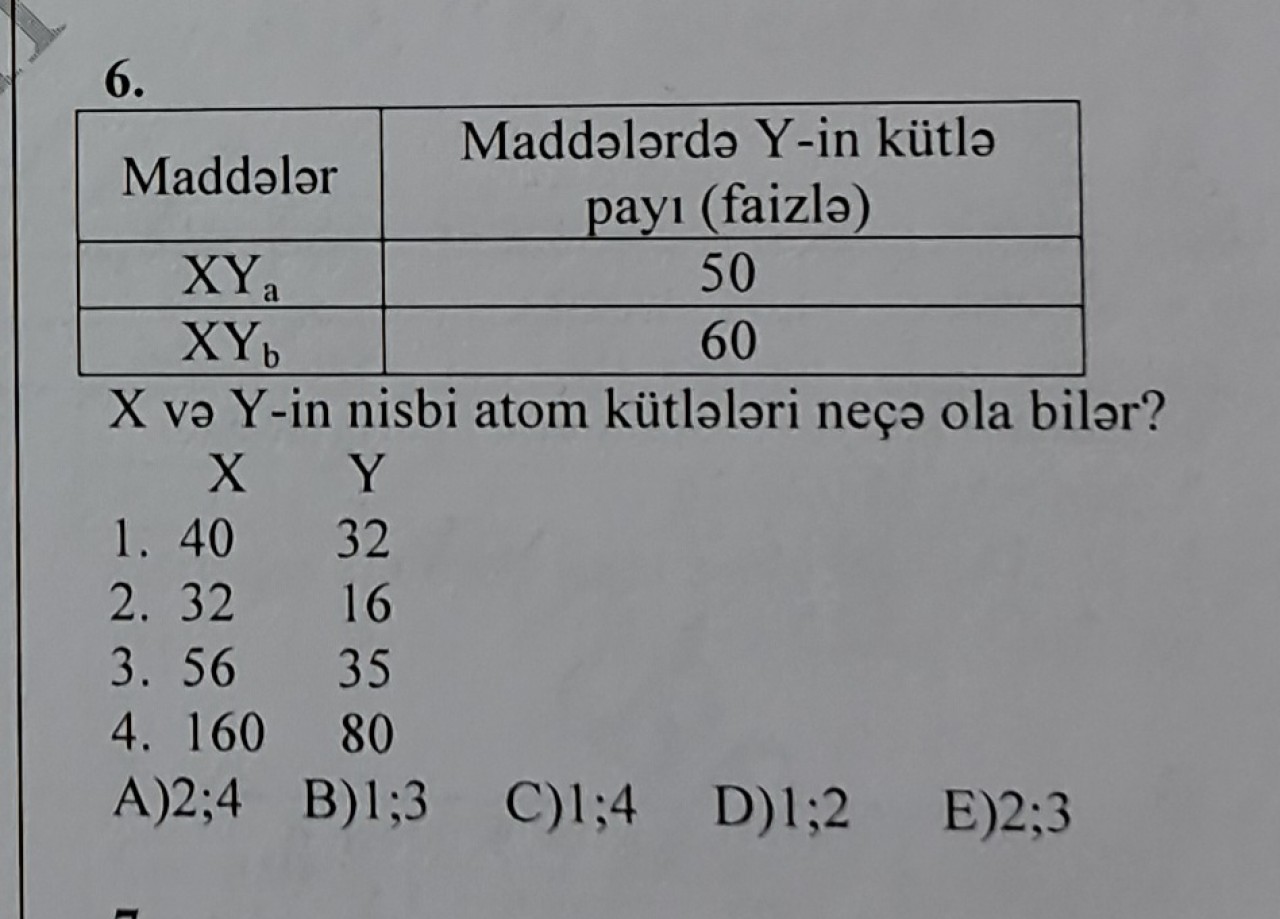 6.
Maddələr
Maddələrdə Y-in kütlə
payı (faizlə)
XYₐ 50
XY_b 60
X və Y-in nisbi atom kütlələri neçə ola bilər?
X Y
1. 40 32
2. 32 16
3. 56 35
4. 160 80
A)2;4 B)1;3 C)1;4 D)1;2 E)2;3